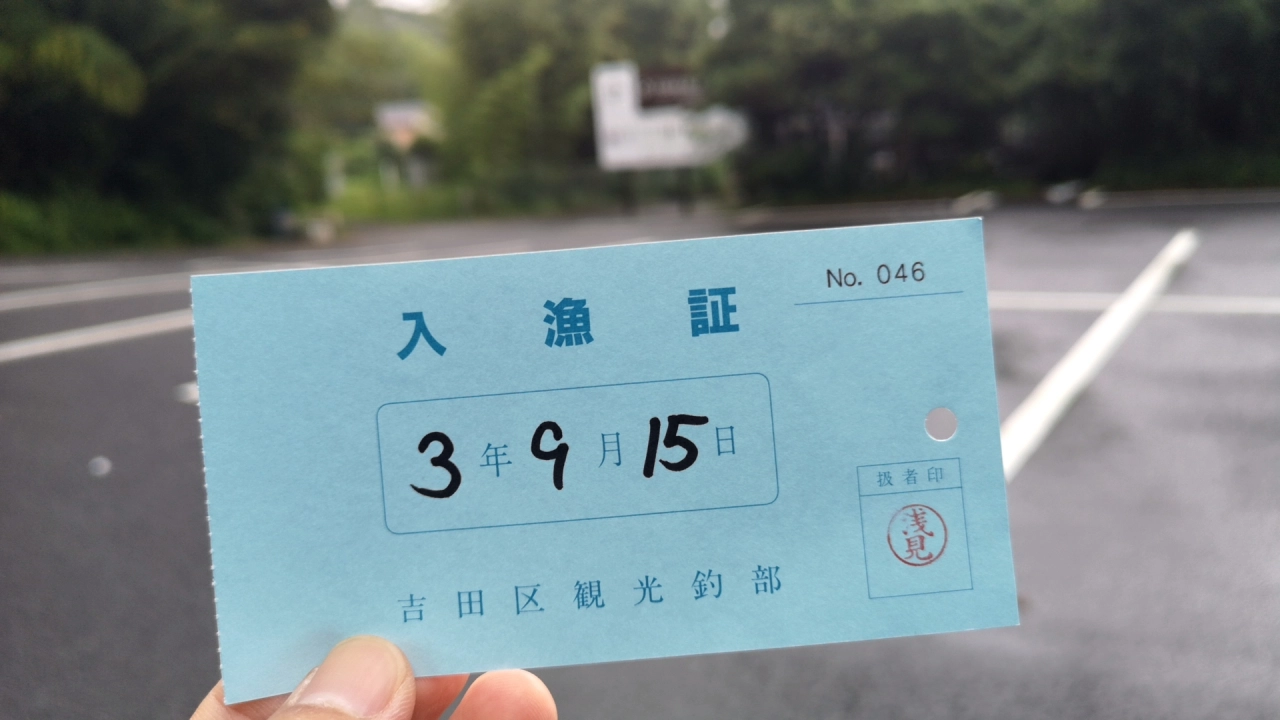 No. 046
入漁証
3年9月15日
扱者印
浅見
吉田区観光釣部